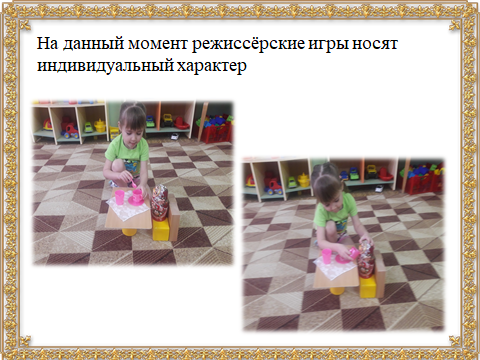 На данный момент режиссёрские игры носят
индивидуальный характер